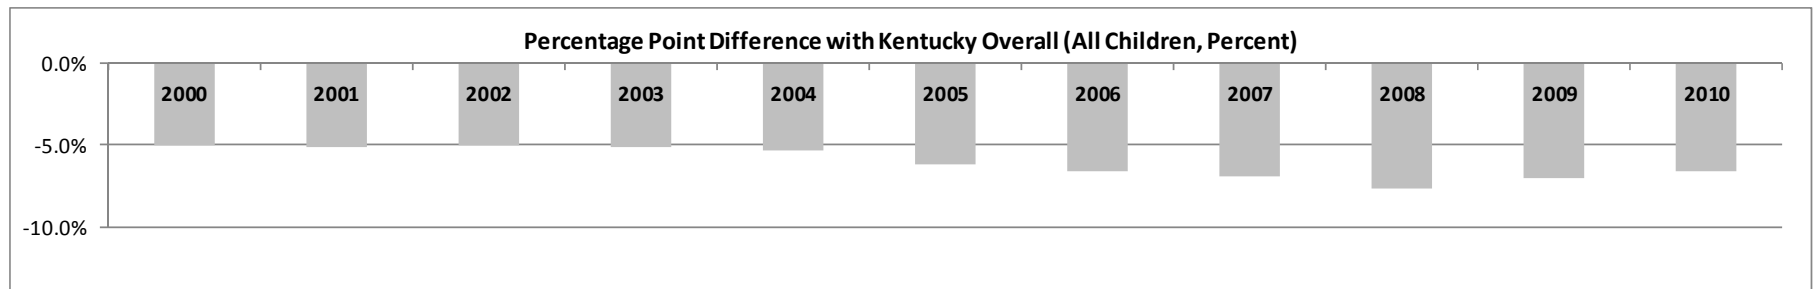 Percentage Point Difference with Kentucky Overall (All Children, Percent)
0.0%
2000 2001 2002 2003 2004 2005 2006 2007 2008 2009 2010
-5.0%
-10.0%